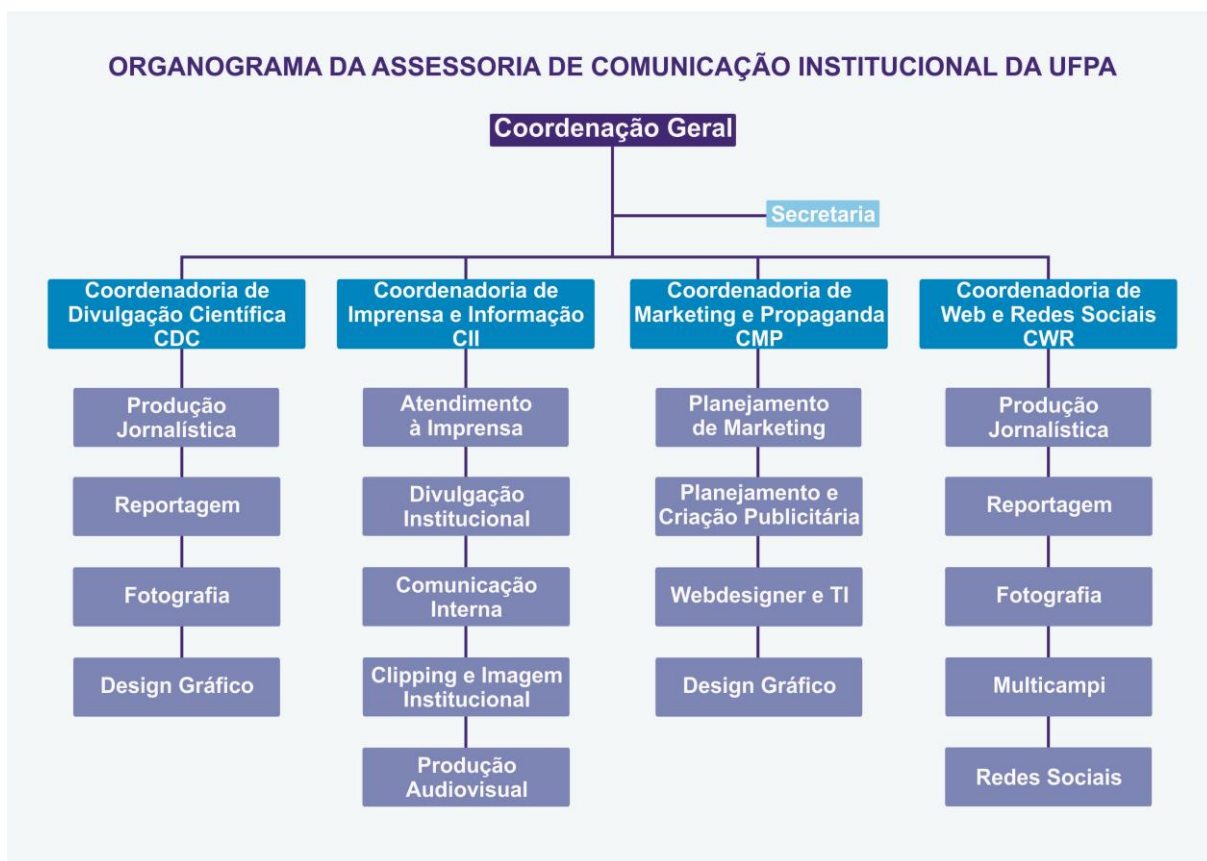 ORGANOGRAMA DA ASSESSORIA DE COMUNICAÇÃO INSTITUCIONAL DA UFPA
Coordenação Geral
Secretaria
Coordenadoria de
Divulgação Científica
CDC
Produção
Jornalística
Reportagem
Fotografia
Design Gráfico
Coordenadoria de
Imprensa e Informação
CII
Atendimento
à Imprensa
Divulgação
Institucional
Comunicação
Interna
Clipping e Imagem
Institucional
Produção
Audiovisual
Coordenadoria de
Marketing e Propaganda
CMP
Planejamento
de Marketing
Planejamento e
Criação Publicitária
Webdesigner e TI
Design Gráfico
Coordenadoria de
Web e Redes Sociais
CWR
Produção
Jornalística
Reportagem
Fotografia
Multicampi
Redes Sociais